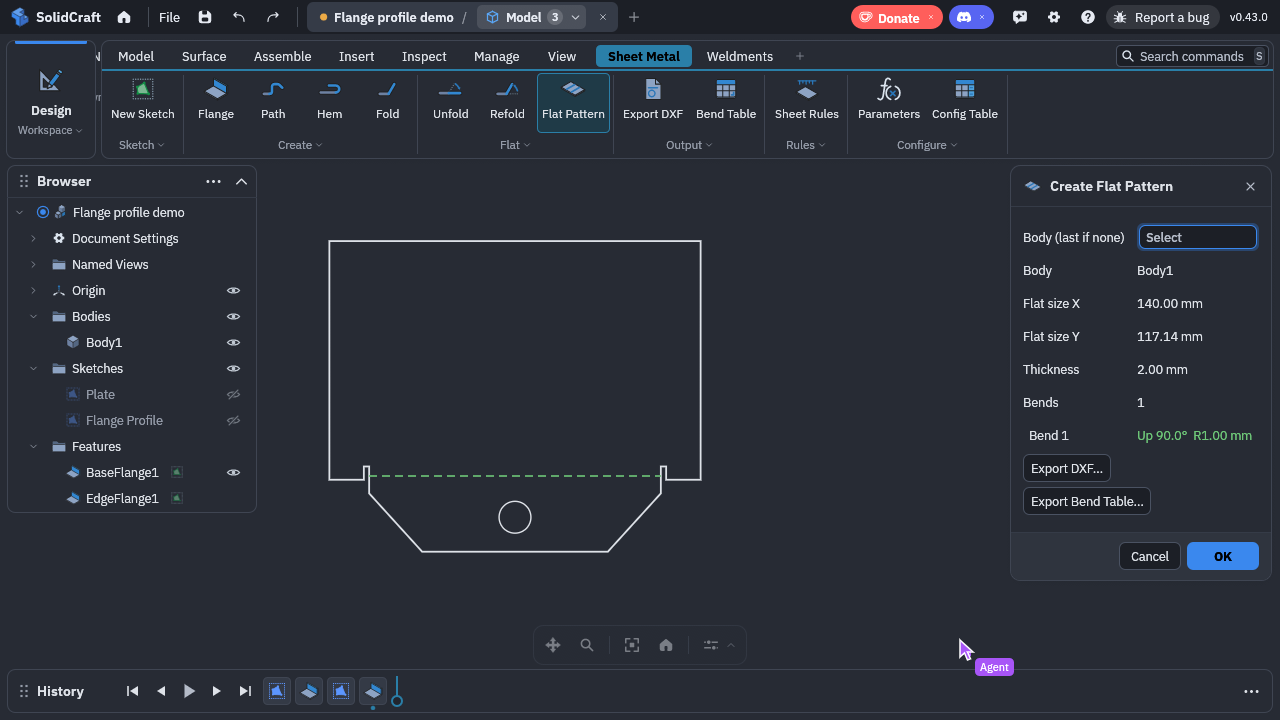 SolidCraft
File
Flange profile demo
/
Model 3
Donate
Report a bug
v0.43.0
Design
Workspace
Model
Surface
Assemble
Insert
Inspect
Manage
View
Sheet Metal
Weldments
Search commands S
New Sketch
Flange
Path
Hem
Fold
Unfold
Refold
Flat Pattern
Export DXF
Bend Table
Sheet Rules
Parameters
Config Table
Sketch
Create
Flat
Output
Rules
Configure
Browser
Flange profile demo
Document Settings
Named Views
Origin
Bodies
Body1
Sketches
Plate
Flange Profile
Features
BaseFlange1
EdgeFlange1
Create Flat Pattern
Body (last if none) Select
Body Body1
Flat size X 140.00 mm
Flat size Y 117.14 mm
Thickness 2.00 mm
Bends 1
Bend 1 Up 90.0° R1.00 mm
Export DXF...
Export Bend Table...
Cancel
OK
Agent
History